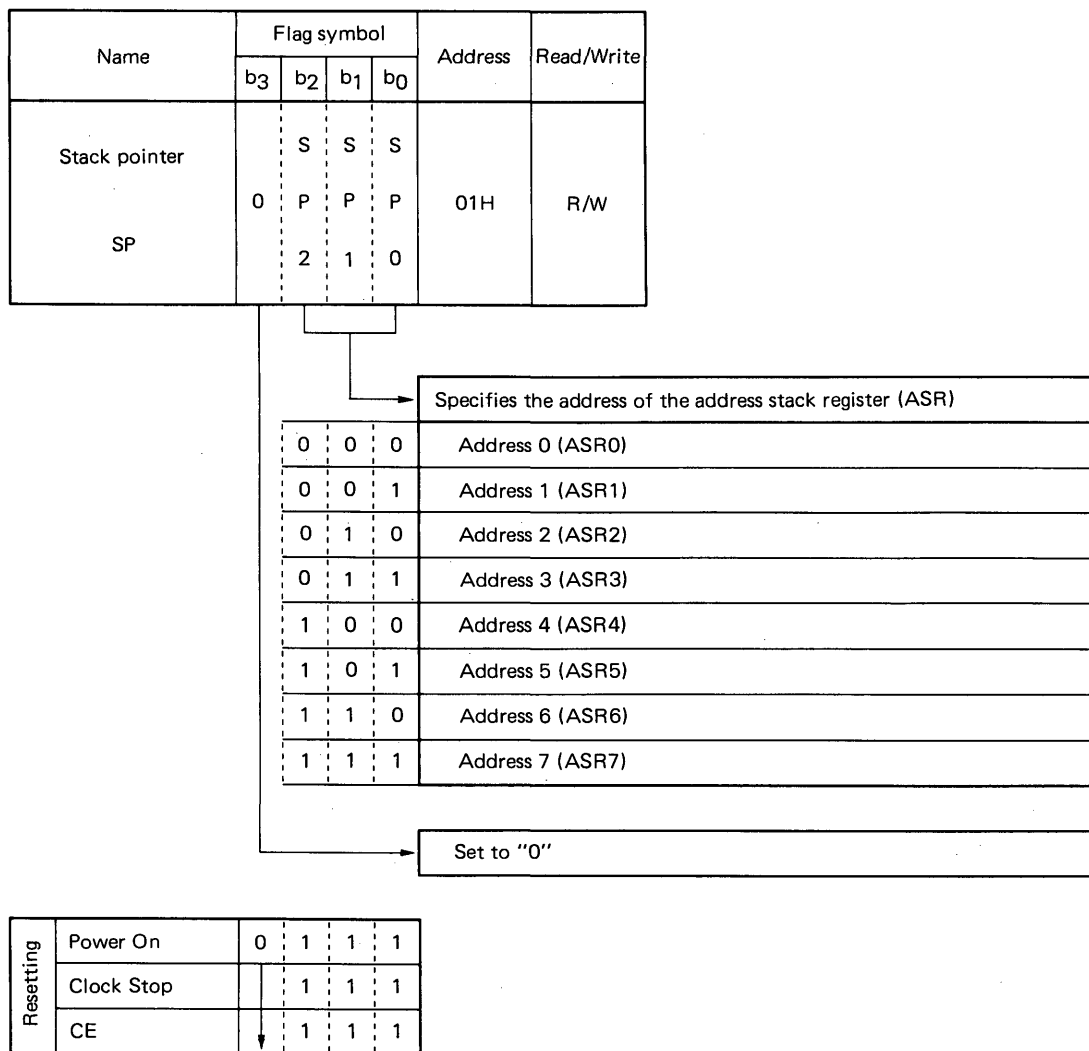 Name Flag symbol Address Read/Write
b3 b2 b1 b0
Stack pointer
SP
0 SP2 SP1 SP0 01H R/W
Specifies the address of the address stack register (ASR)
0 0 0 Address 0 (ASR0)
0 0 1 Address 1 (ASR1)
0 1 0 Address 2 (ASR2)
0 1 1 Address 3 (ASR3)
1 0 0 Address 4 (ASR4)
1 0 1 Address 5 (ASR5)
1 1 0 Address 6 (ASR6)
1 1 1 Address 7 (ASR7)
Set to "0"
Resetting
Power On 0 1 1 1
Clock Stop 1 1 1
CE 1 1 1